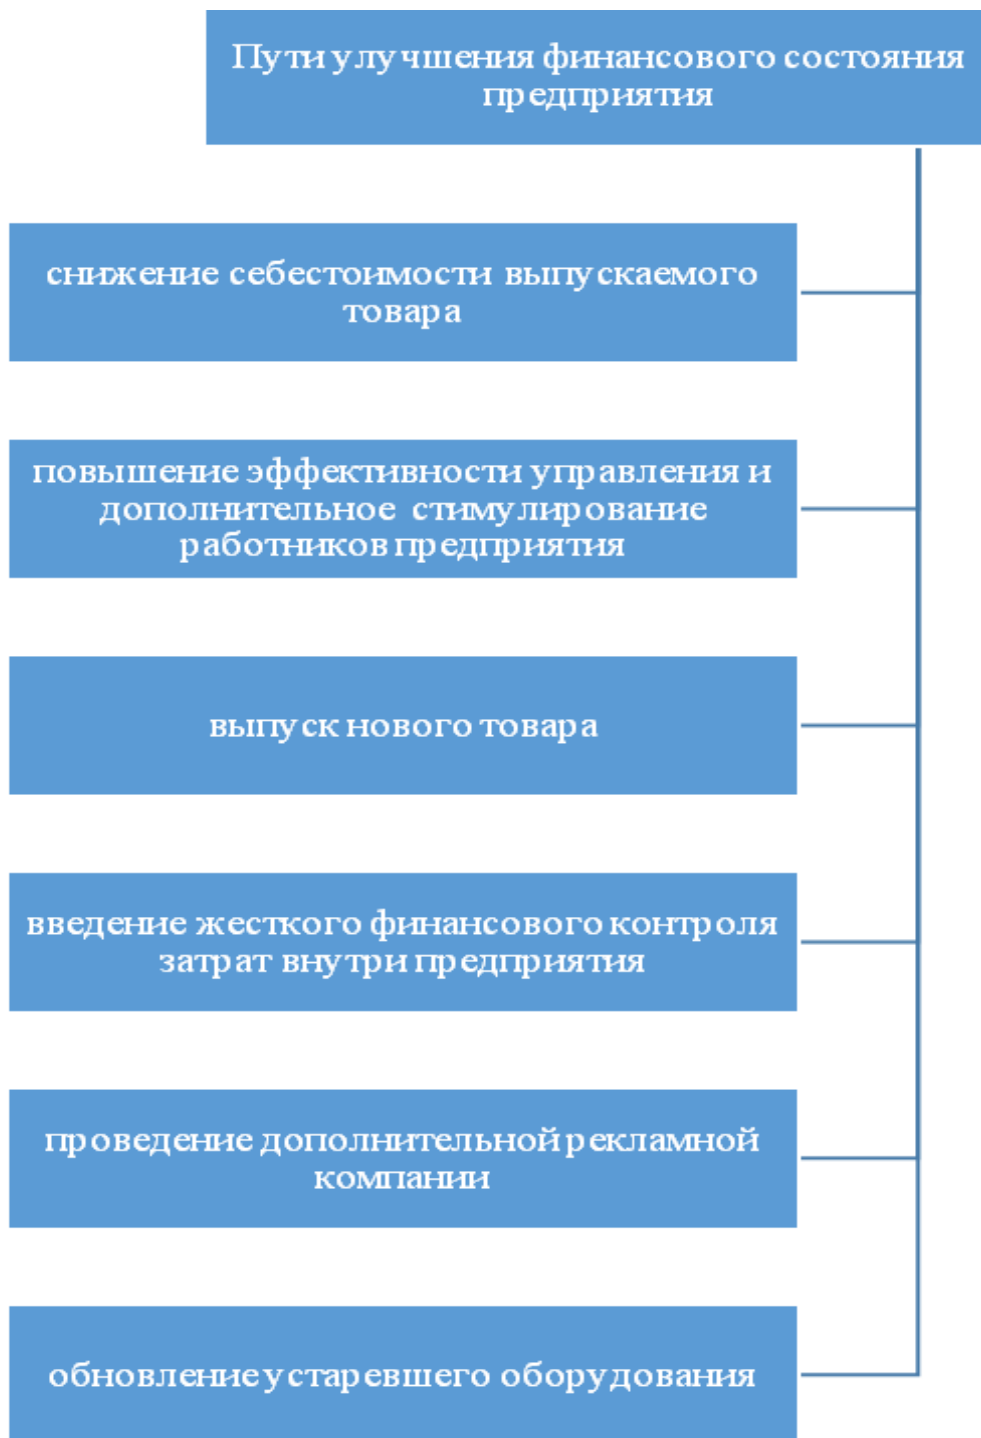 Пути улучшения финансового состояния
предприятия
снижение себестоимости выпускаемого
товара
повышение эффективности управления и
дополнительное стимулирование
работников предприятия
выпуск нового товара
введение жесткого финансового контроля
затрат внутри предприятия
проведение дополнительной рекламной
компании
обновление устаревшего оборудования